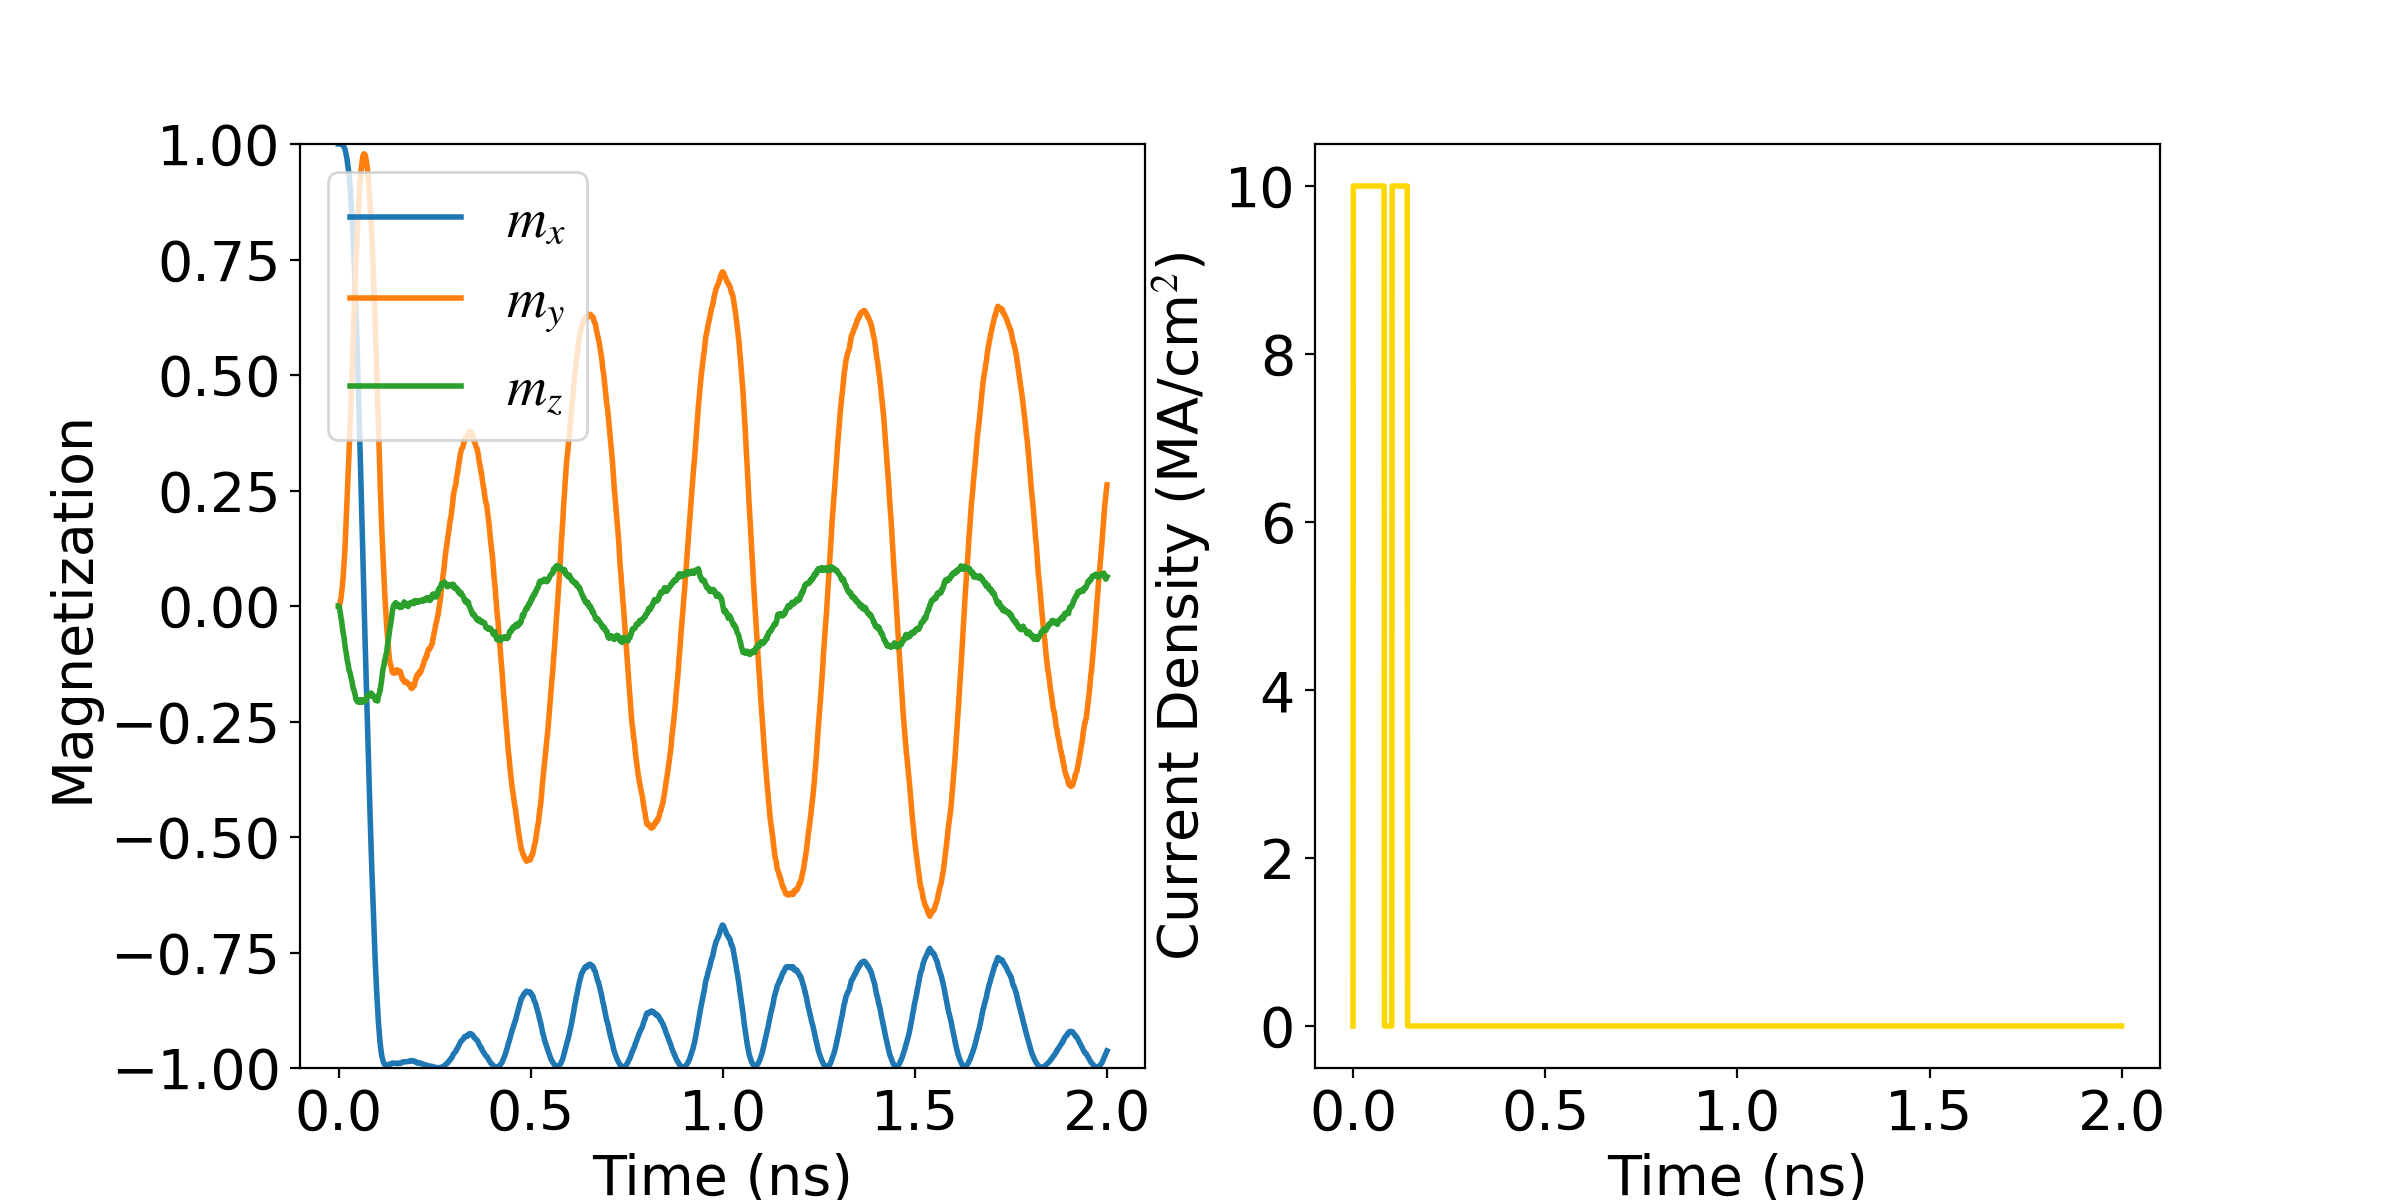 Magnetization
1.00
0.75
0.50
0.25
0.00
−0.25
−0.50
−0.75
−1.00
m_x
m_y
m_z
0.0 0.5 1.0 1.5 2.0
Time (ns)
Current Density (MA/cm²)
10
8
6
4
2
0
0.0 0.5 1.0 1.5 2.0
Time (ns)